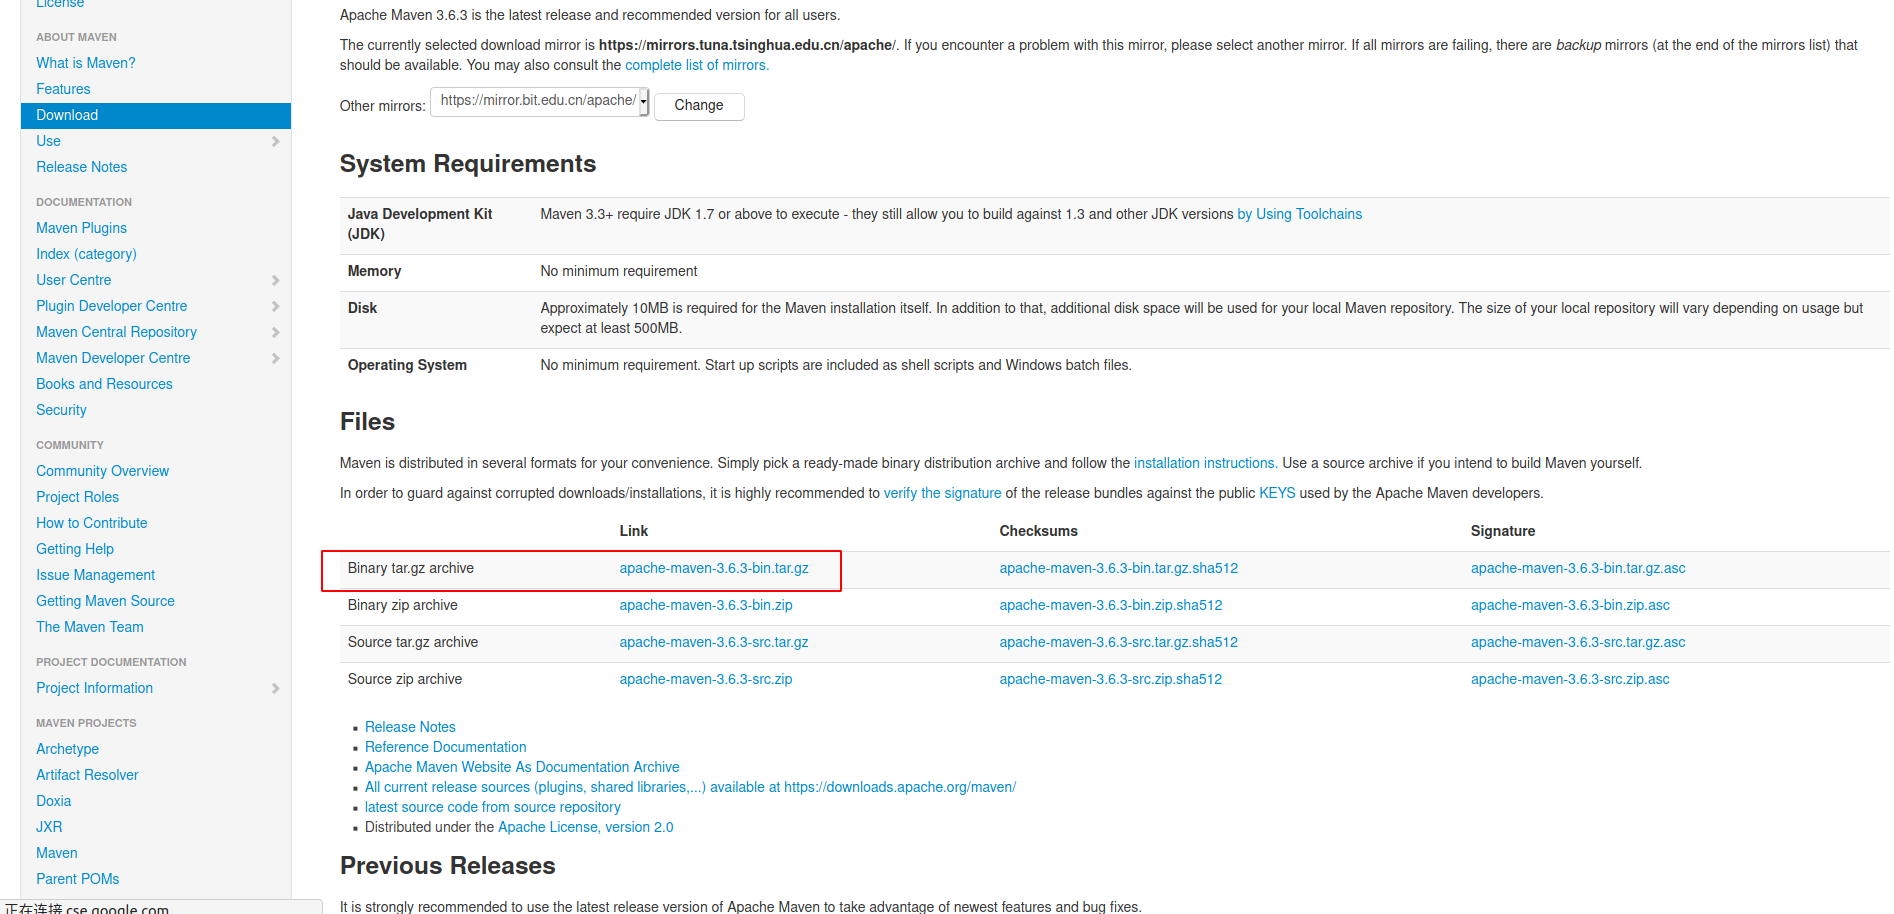 License
ABOUT MAVEN
What is Maven?
Features
Download
Use
Release Notes
DOCUMENTATION
Maven Plugins
Index (category)
User Centre
Plugin Developer Centre
Maven Central Repository
Maven Developer Centre
Books and Resources
Security
COMMUNITY
Community Overview
Project Roles
How to Contribute
Getting Help
Issue Management
Getting Maven Source
The Maven Team
PROJECT DOCUMENTATION
Project Information
MAVEN PROJECTS
Archetype
Artifact Resolver
Doxia
JXR
Maven
Parent POMs
正在连接 cse.google.com
Apache Maven 3.6.3 is the latest release and recommended version for all users.
The currently selected download mirror is https://mirrors.tuna.tsinghua.edu.cn/apache/. If you encounter a problem with this mirror, please select another mirror. If all mirrors are failing, there are backup mirrors (at the end of the mirrors list) that
should be available. You may also consult the complete list of mirrors.
Other mirrors: https://mirror.bit.edu.cn/apache/ Change
System Requirements
Java Development Kit Maven 3.3+ require JDK 1.7 or above to execute - they still allow you to build against 1.3 and other JDK versions by Using Toolchains
(JDK)
Memory No minimum requirement
Disk Approximately 10MB is required for the Maven installation itself. In addition to that, additional disk space will be used for your local Maven repository. The size of your local repository will vary depending on usage but
expect at least 500MB.
Operating System No minimum requirement. Start up scripts are included as shell scripts and Windows batch files.
Files
Maven is distributed in several formats for your convenience. Simply pick a ready-made binary distribution archive and follow the installation instructions. Use a source archive if you intend to build Maven yourself.
In order to guard against corrupted downloads/installations, it is highly recommended to verify the signature of the release bundles against the public KEYS used by the Apache Maven developers.
Link Checksums Signature
Binary tar.gz archive apache-maven-3.6.3-bin.tar.gz apache-maven-3.6.3-bin.tar.gz.sha512 apache-maven-3.6.3-bin.tar.gz.asc
Binary zip archive apache-maven-3.6.3-bin.zip apache-maven-3.6.3-bin.zip.sha512 apache-maven-3.6.3-bin.zip.asc
Source tar.gz archive apache-maven-3.6.3-src.tar.gz apache-maven-3.6.3-src.tar.gz.sha512 apache-maven-3.6.3-src.tar.gz.asc
Source zip archive apache-maven-3.6.3-src.zip apache-maven-3.6.3-src.zip.sha512 apache-maven-3.6.3-src.zip.asc
Release Notes
Reference Documentation
Apache Maven Website As Documentation Archive
All current release sources (plugins, shared libraries,...) available at https://downloads.apache.org/maven/
latest source code from source repository
Distributed under the Apache License, version 2.0
Previous Releases
It is strongly recommended to use the latest release version of Apache Maven to take advantage of newest features and bug fixes.